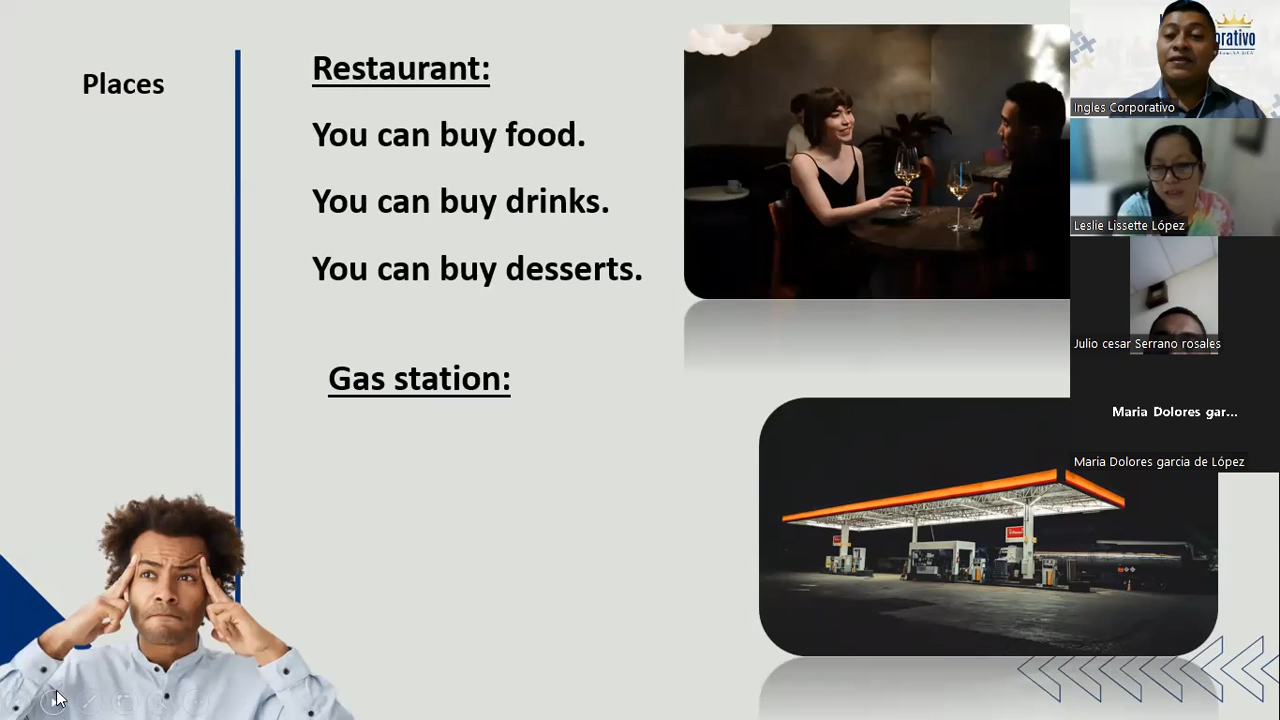 Places
Restaurant:
You can buy food.
You can buy drinks.
You can buy desserts.
Gas station:
Ingles Corporativo
Leslie Lissette López
Julio cesar Serrano rosales
Maria Dolores gar...
Maria Dolores garcia de López